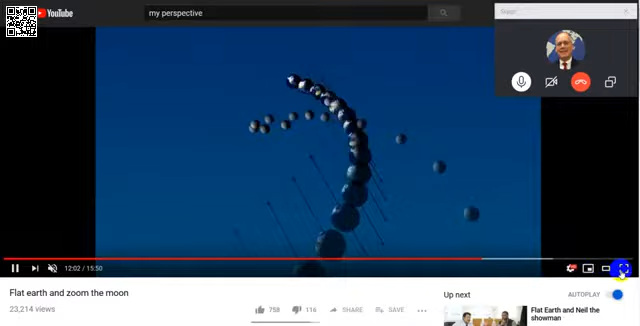 YouTube
my perspective
12:02 / 15:50
Flat earth and zoom the moon
23,214 views
758
116
SHARE
SAVE
Up next
AUTOPLAY
Flat Earth and Neil the
showman